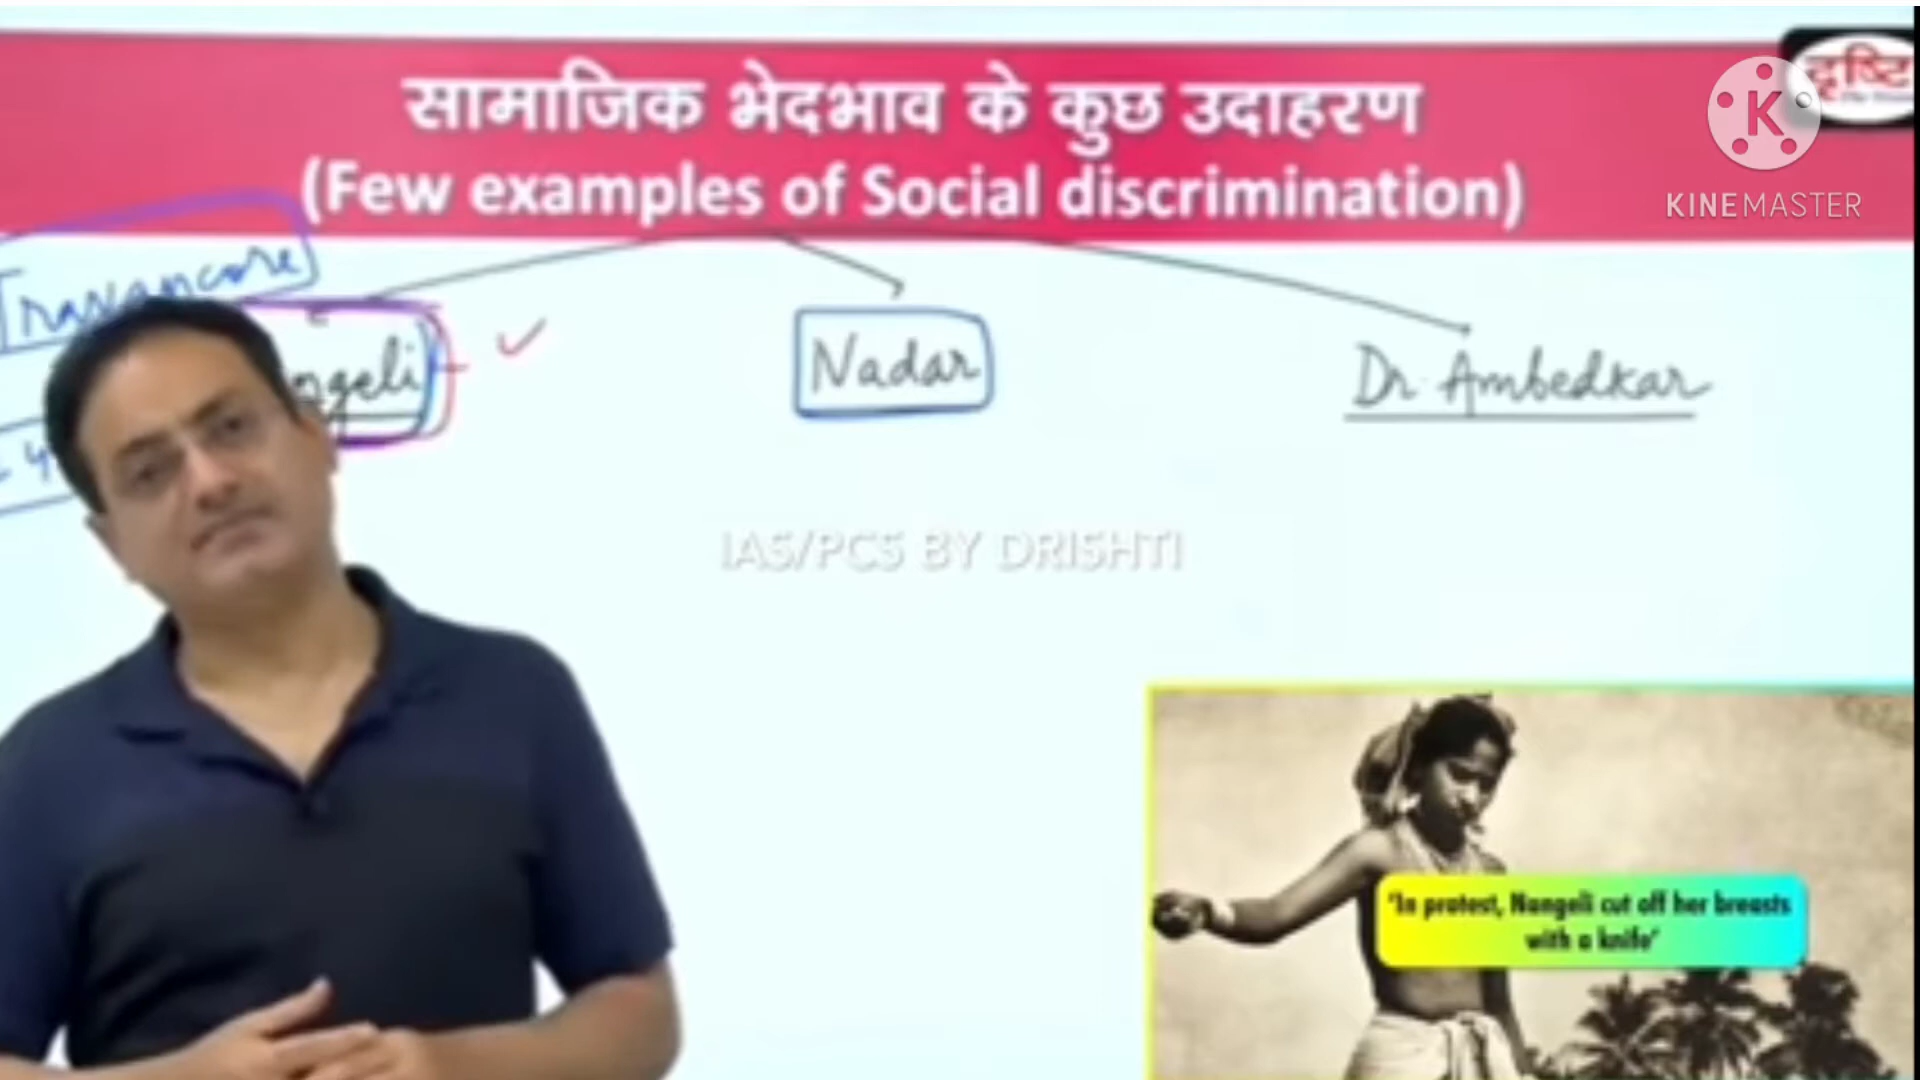 सामाजिक भेदभाव के कुछ उदाहरण
(Few examples of Social discrimination)
दृष्टि
K
KINEMASTER
Travancore
ngeli
Nadar
Dr. Ambedkar
IAS/PCS BY DRISHTI
'In protest, Nangeli cut off her breasts
with a knife'